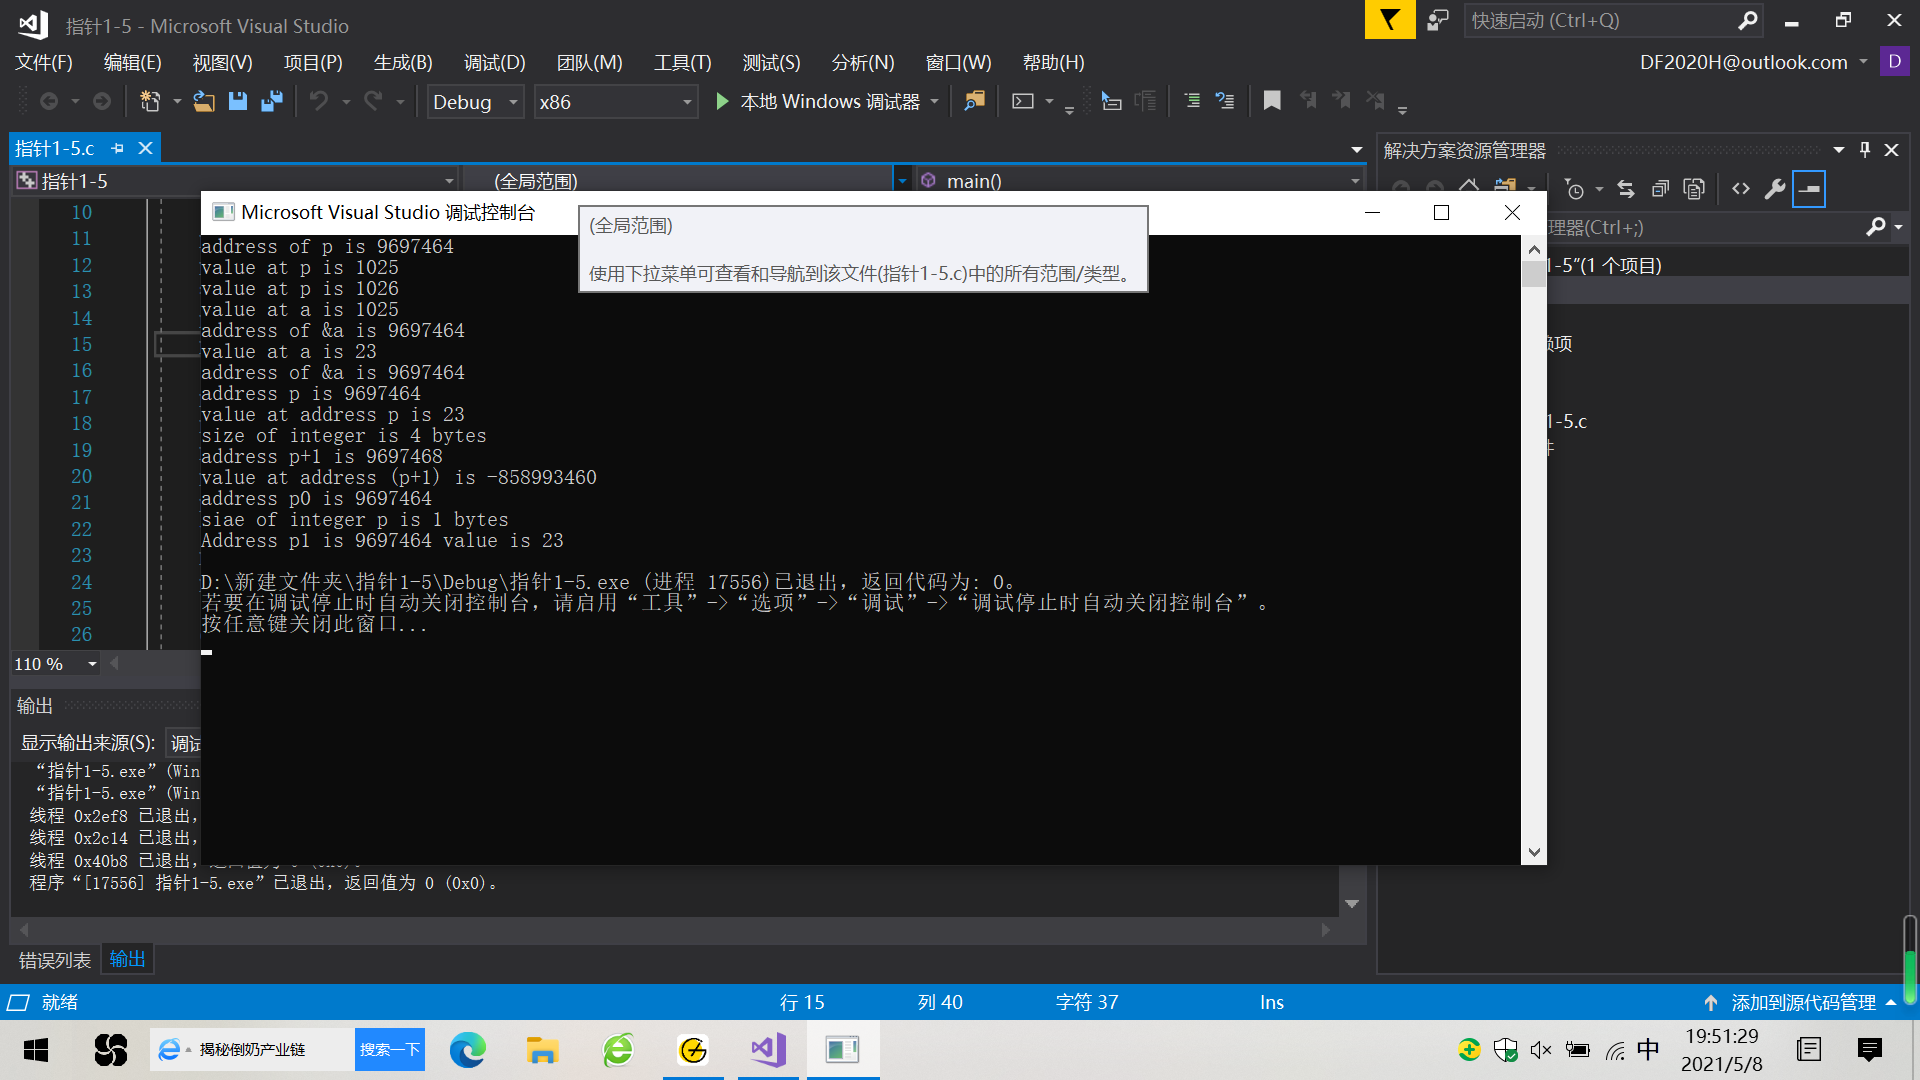 指针1-5 - Microsoft Visual Studio
快速启动 (Ctrl+Q)
文件(F) 编辑(E) 视图(V) 项目(P) 生成(B) 调试(D) 团队(M) 工具(T) 测试(S) 分析(N) 窗口(W) 帮助(H)
DF2020H@outlook.com D
Debug x86 本地 Windows 调试器
指针1-5.c
解决方案资源管理器
指针1-5 (全局范围) main()
Microsoft Visual Studio 调试控制台
(全局范围)
使用下拉菜单可查看和导航到该文件(指针1-5.c)中的所有范围/类型。
理器(Ctrl+;)
1-5”(1 个项目)
项
1-5.c
10
11
12
13
14
15
16
17
18
19
20
21
22
23
24
25
26
address of p is 9697464
value at p is 1025
value at p is 1026
value at a is 1025
address of &a is 9697464
value at a is 23
address of &a is 9697464
address p is 9697464
value at address p is 23
size of integer is 4 bytes
address p+1 is 9697468
value at address (p+1) is -858993460
address p0 is 9697464
siae of integer p is 1 bytes
Address p1 is 9697464 value is 23
D:\新建文件夹\指针1-5\Debug\指针1-5.exe (进程 17556)已退出，返回代码为: 0。
若要在调试停止时自动关闭控制台，请启用“工具”->“选项”->“调试”->“调试停止时自动关闭控制台”。
按任意键关闭此窗口...
110 %
输出
显示输出来源(S): 调试
“指针1-5.exe” (Win
“指针1-5.exe” (Win
线程 0x2ef8 已退出，
线程 0x2c14 已退出，
线程 0x40b8 已退出，返回值为 0 (0x0)。
程序“[17556] 指针1-5.exe”已退出，返回值为 0 (0x0)。
错误列表 输出
就绪 行 15 列 40 字符 37 Ins 添加到源代码管理
揭秘倒奶产业链 搜索一下
中
19:51:29
2021/5/8